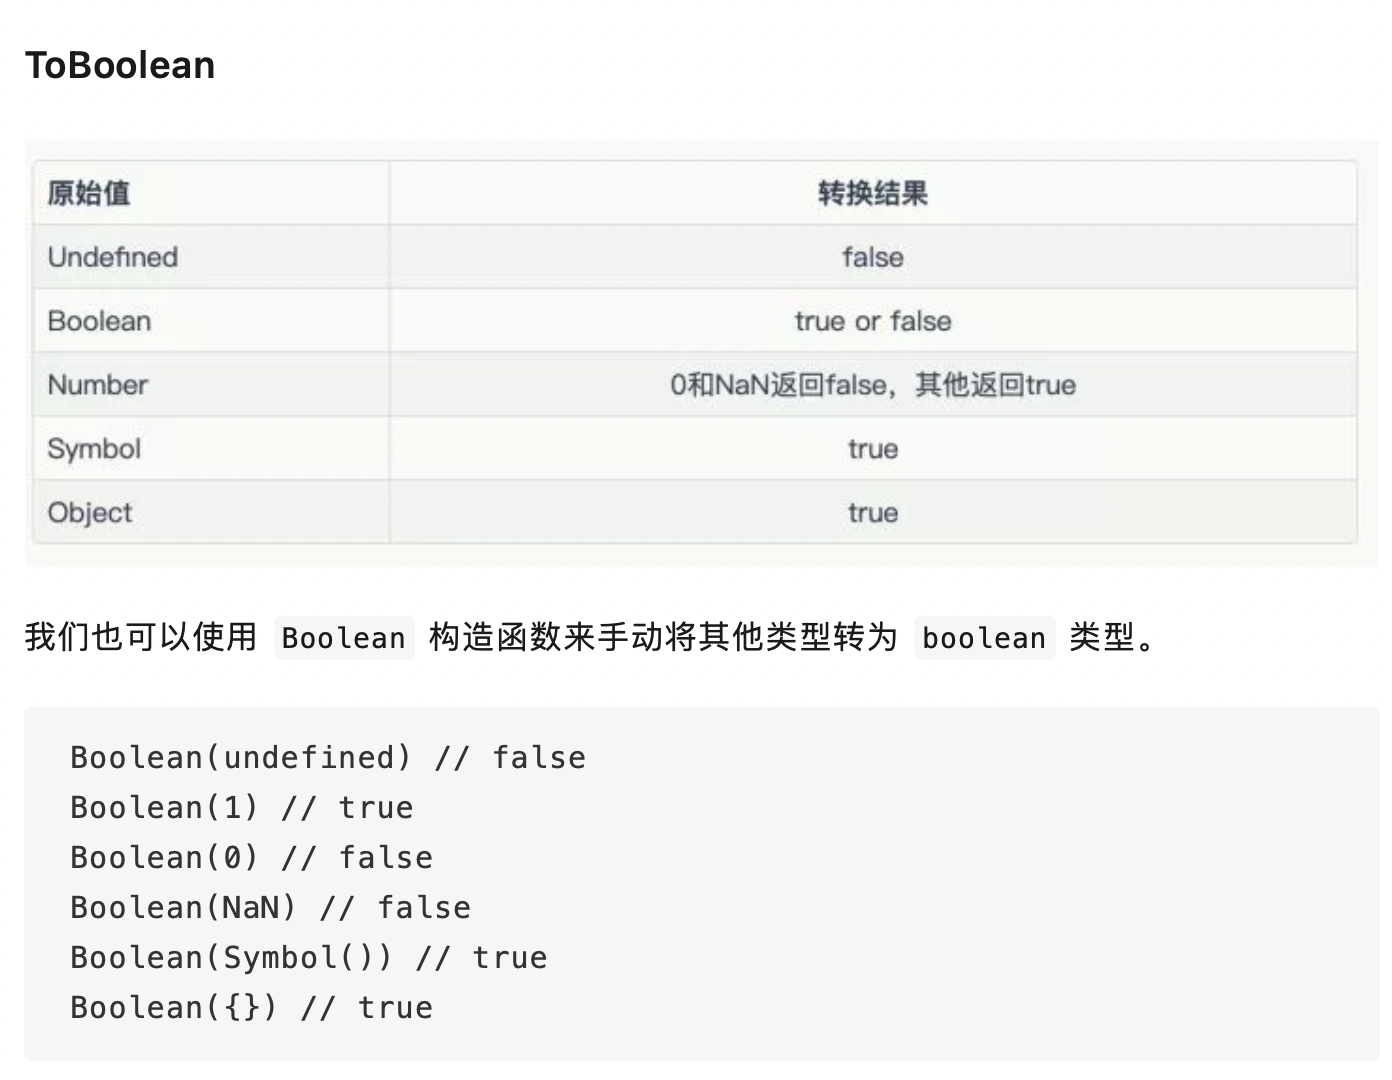 ToBoolean
原始值 转换结果
Undefined false
Boolean true or false
Number 0和NaN返回false，其他返回true
Symbol true
Object true
我们也可以使用 Boolean 构造函数来手动将其他类型转为 boolean 类型。
Boolean(undefined) // false
Boolean(1) // true
Boolean(0) // false
Boolean(NaN) // false
Boolean(Symbol()) // true
Boolean({}) // true